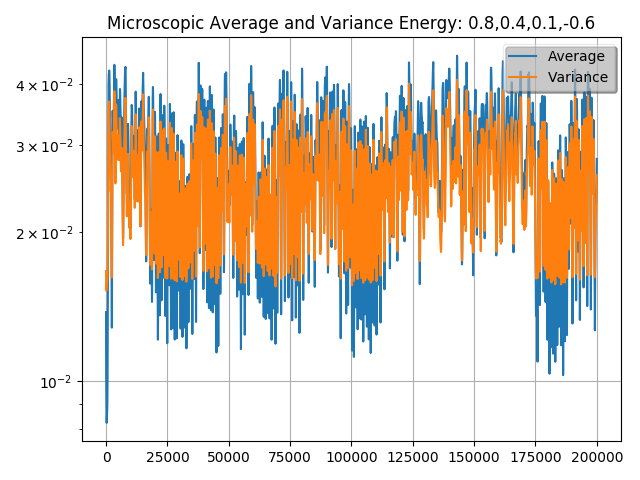 Microscopic Average and Variance Energy: 0.8,0.4,0.1,-0.6
Average
Variance
4 × 10⁻²
3 × 10⁻²
2 × 10⁻²
10⁻²
0 25000 50000 75000 100000 125000 150000 175000 200000